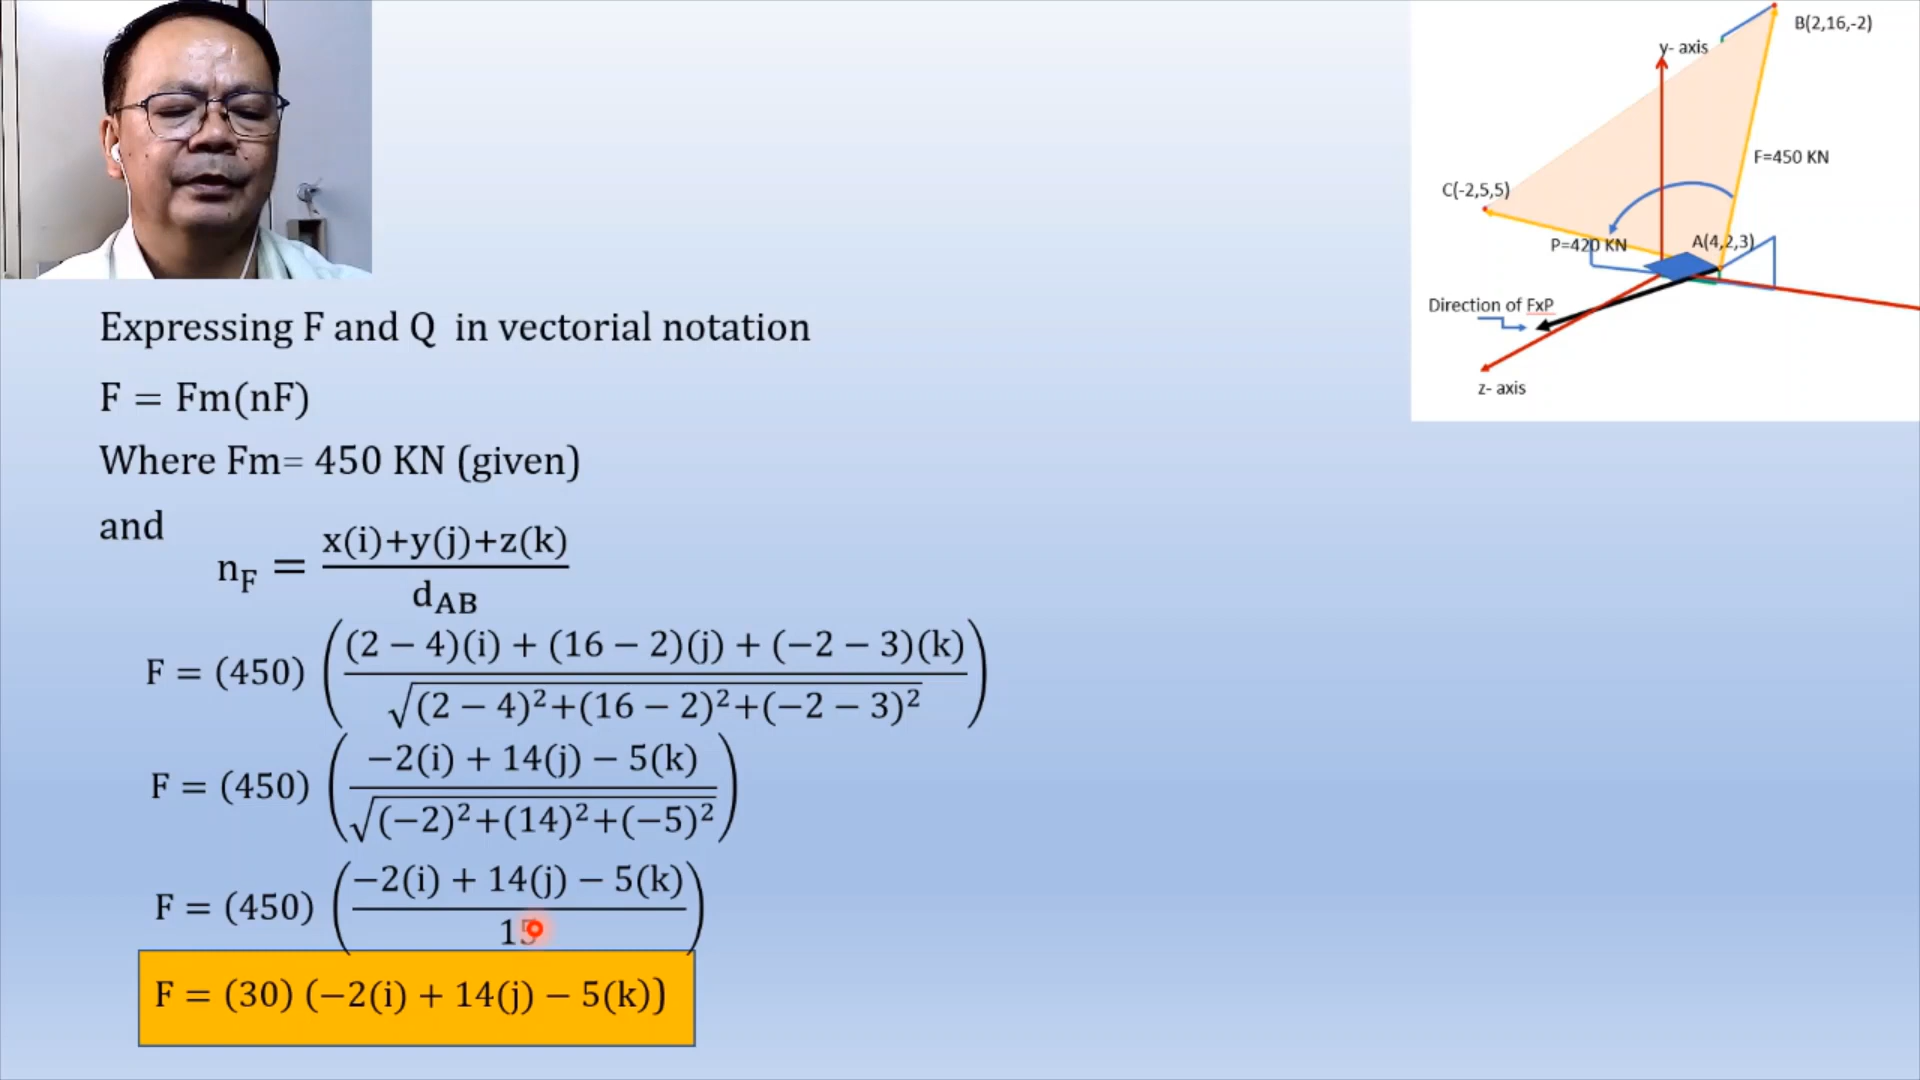 Expressing F and Q in vectorial notation
F = Fm(nF)
Where Fm= 450 KN (given)
and
n_F = x(i)+y(j)+z(k) / d_AB
F = (450) ( (2 − 4)(i) + (16 − 2)(j) + (−2 − 3)(k) / √(2 − 4)²+(16 − 2)²+(−2 − 3)² )
F = (450) ( −2(i) + 14(j) − 5(k) / √(−2)²+(14)²+(−5)² )
F = (450) ( −2(i) + 14(j) − 5(k) / 15 )
F = (30) (−2(i) + 14(j) − 5(k))
B(2,16,-2)
y- axis
F=450 KN
C(-2,5,5)
P=420 KN
A(4,2,3)
Direction of FxP
z- axis